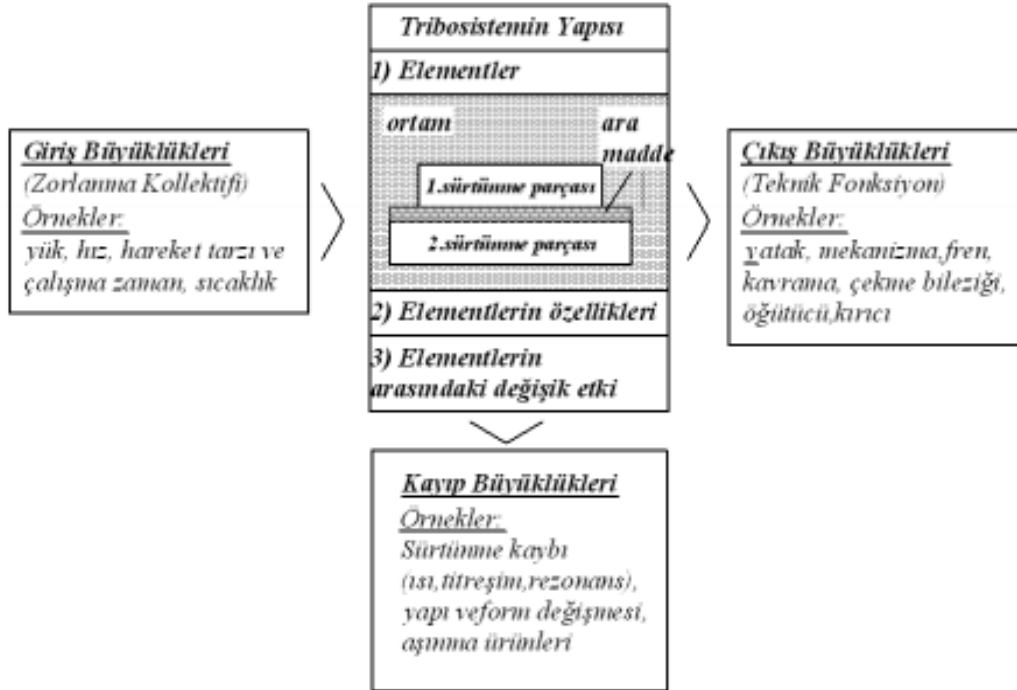 Tribosistemin Yapısı
1) Elementler
ortam
ara
madde
1.sürtünme parçası
2.sürtünme parçası
2) Elementlerin özellikleri
3) Elementlerin
arasındaki değişik etki
Giriş Büyüklükleri
(Zorlanma Kollektifi)
Örnekler:
yük, hız, hareket tarzı ve
çalışma zaman, sıcaklık
Çıkış Büyüklükleri
(Teknik Fonksiyon)
Örnekler:
yatak, mekanizma,fren,
kavrama, çekme bileziği,
öğütücü,kırıcı
Kayıp Büyüklükleri
Örnekler:
Sürtünme kaybı
(ısı,titreşim,rezonans),
yapı veform değişmesi,
aşınma ürünleri